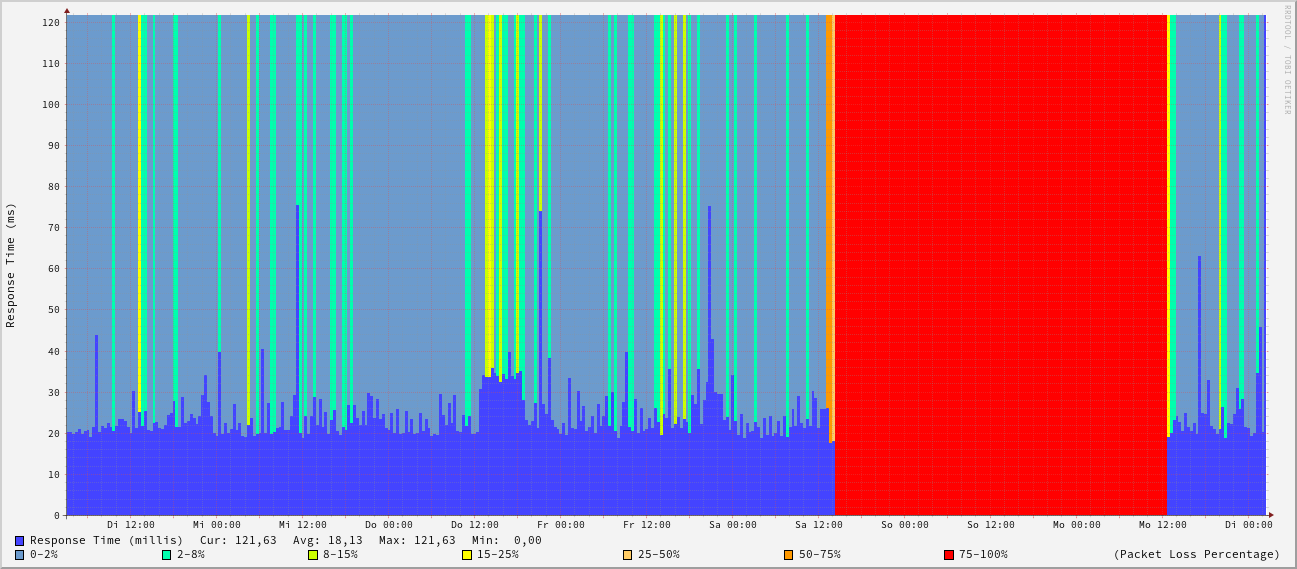 120
110
100
90
80
70
60
50
40
30
20
10
0
Response Time (ms)
RRDTOOL / TOBI OETIKER
Di 12:00 Mi 00:00 Mi 12:00 Do 00:00 Do 12:00 Fr 00:00 Fr 12:00 Sa 00:00 Sa 12:00 So 00:00 So 12:00 Mo 00:00 Mo 12:00 Di 00:00
Response Time (millis) Cur: 121,63 Avg: 18,13 Max: 121,63 Min: 0,00
0-2% 2-8% 8-15% 15-25% 25-50% 50-75% 75-100% (Packet Loss Percentage)